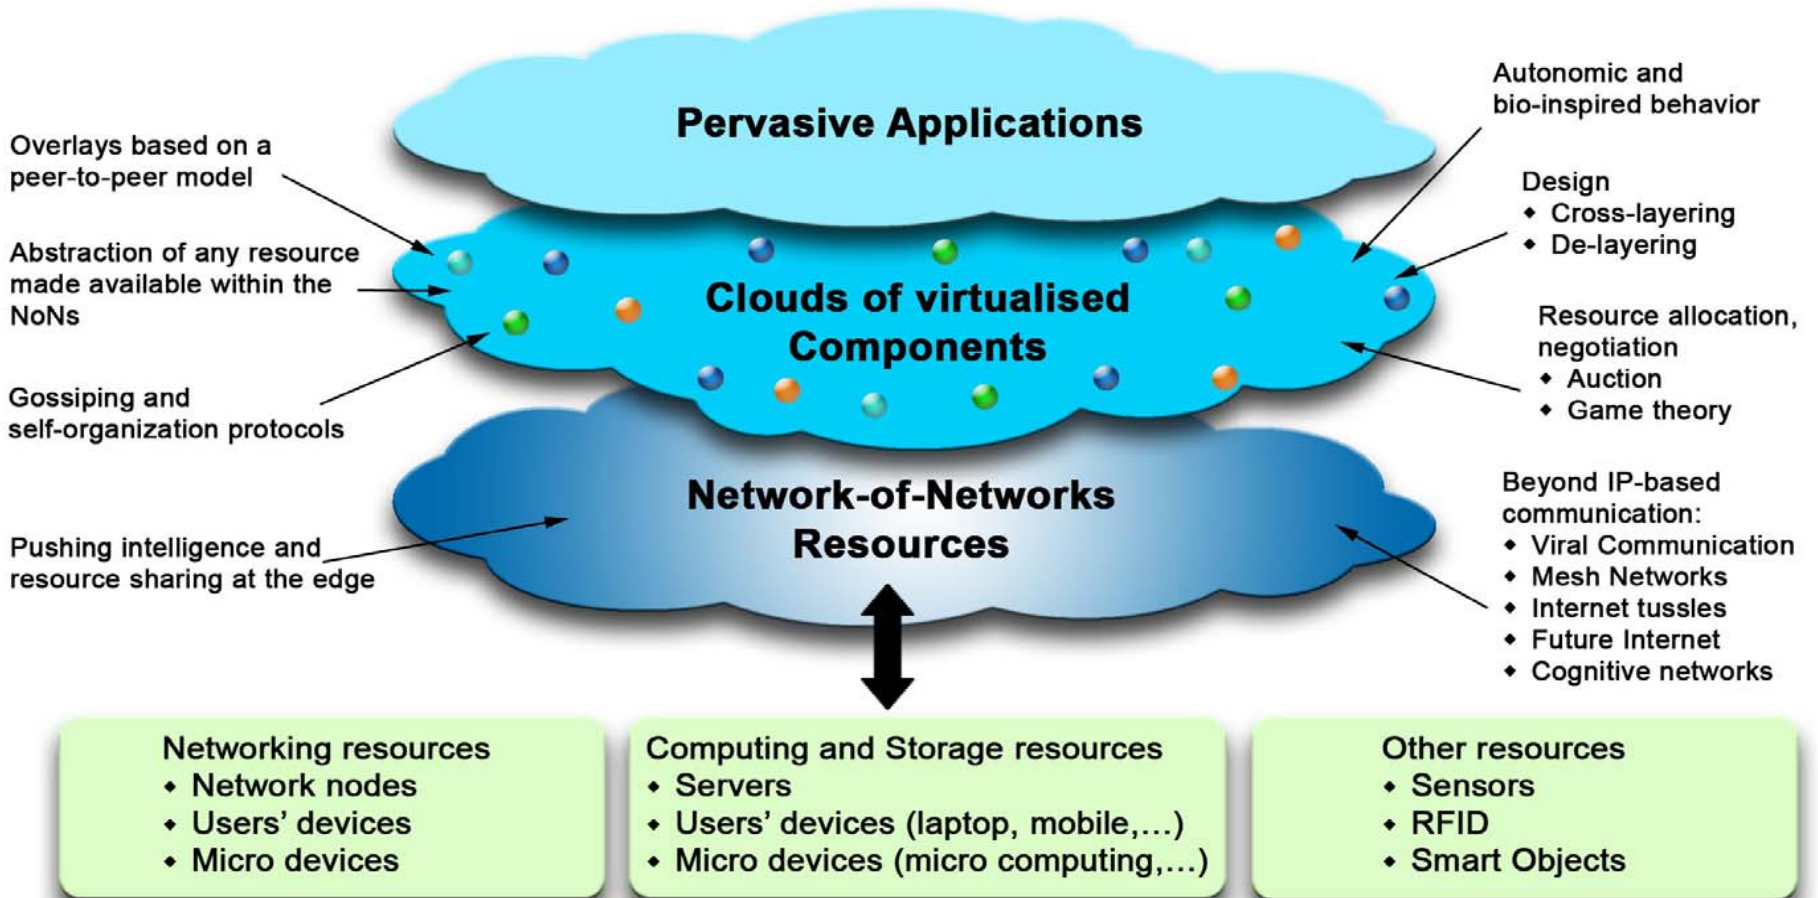 Pervasive Applications
Overlays based on a
peer-to-peer model
Abstraction of any resource
made available within the
NoNs
Gossiping and
self-organization protocols
Pushing intelligence and
resource sharing at the edge
Clouds of virtualised
Components
Network-of-Networks
Resources
Autonomic and
bio-inspired behavior
Design
◆ Cross-layering
◆ De-layering
Resource allocation,
negotiation
◆ Auction
◆ Game theory
Beyond IP-based
communication:
◆ Viral Communication
◆ Mesh Networks
◆ Internet tussles
◆ Future Internet
◆ Cognitive networks
Networking resources
◆ Network nodes
◆ Users’ devices
◆ Micro devices
Computing and Storage resources
◆ Servers
◆ Users’ devices (laptop, mobile,...)
◆ Micro devices (micro computing,...)
Other resources
◆ Sensors
◆ RFID
◆ Smart Objects